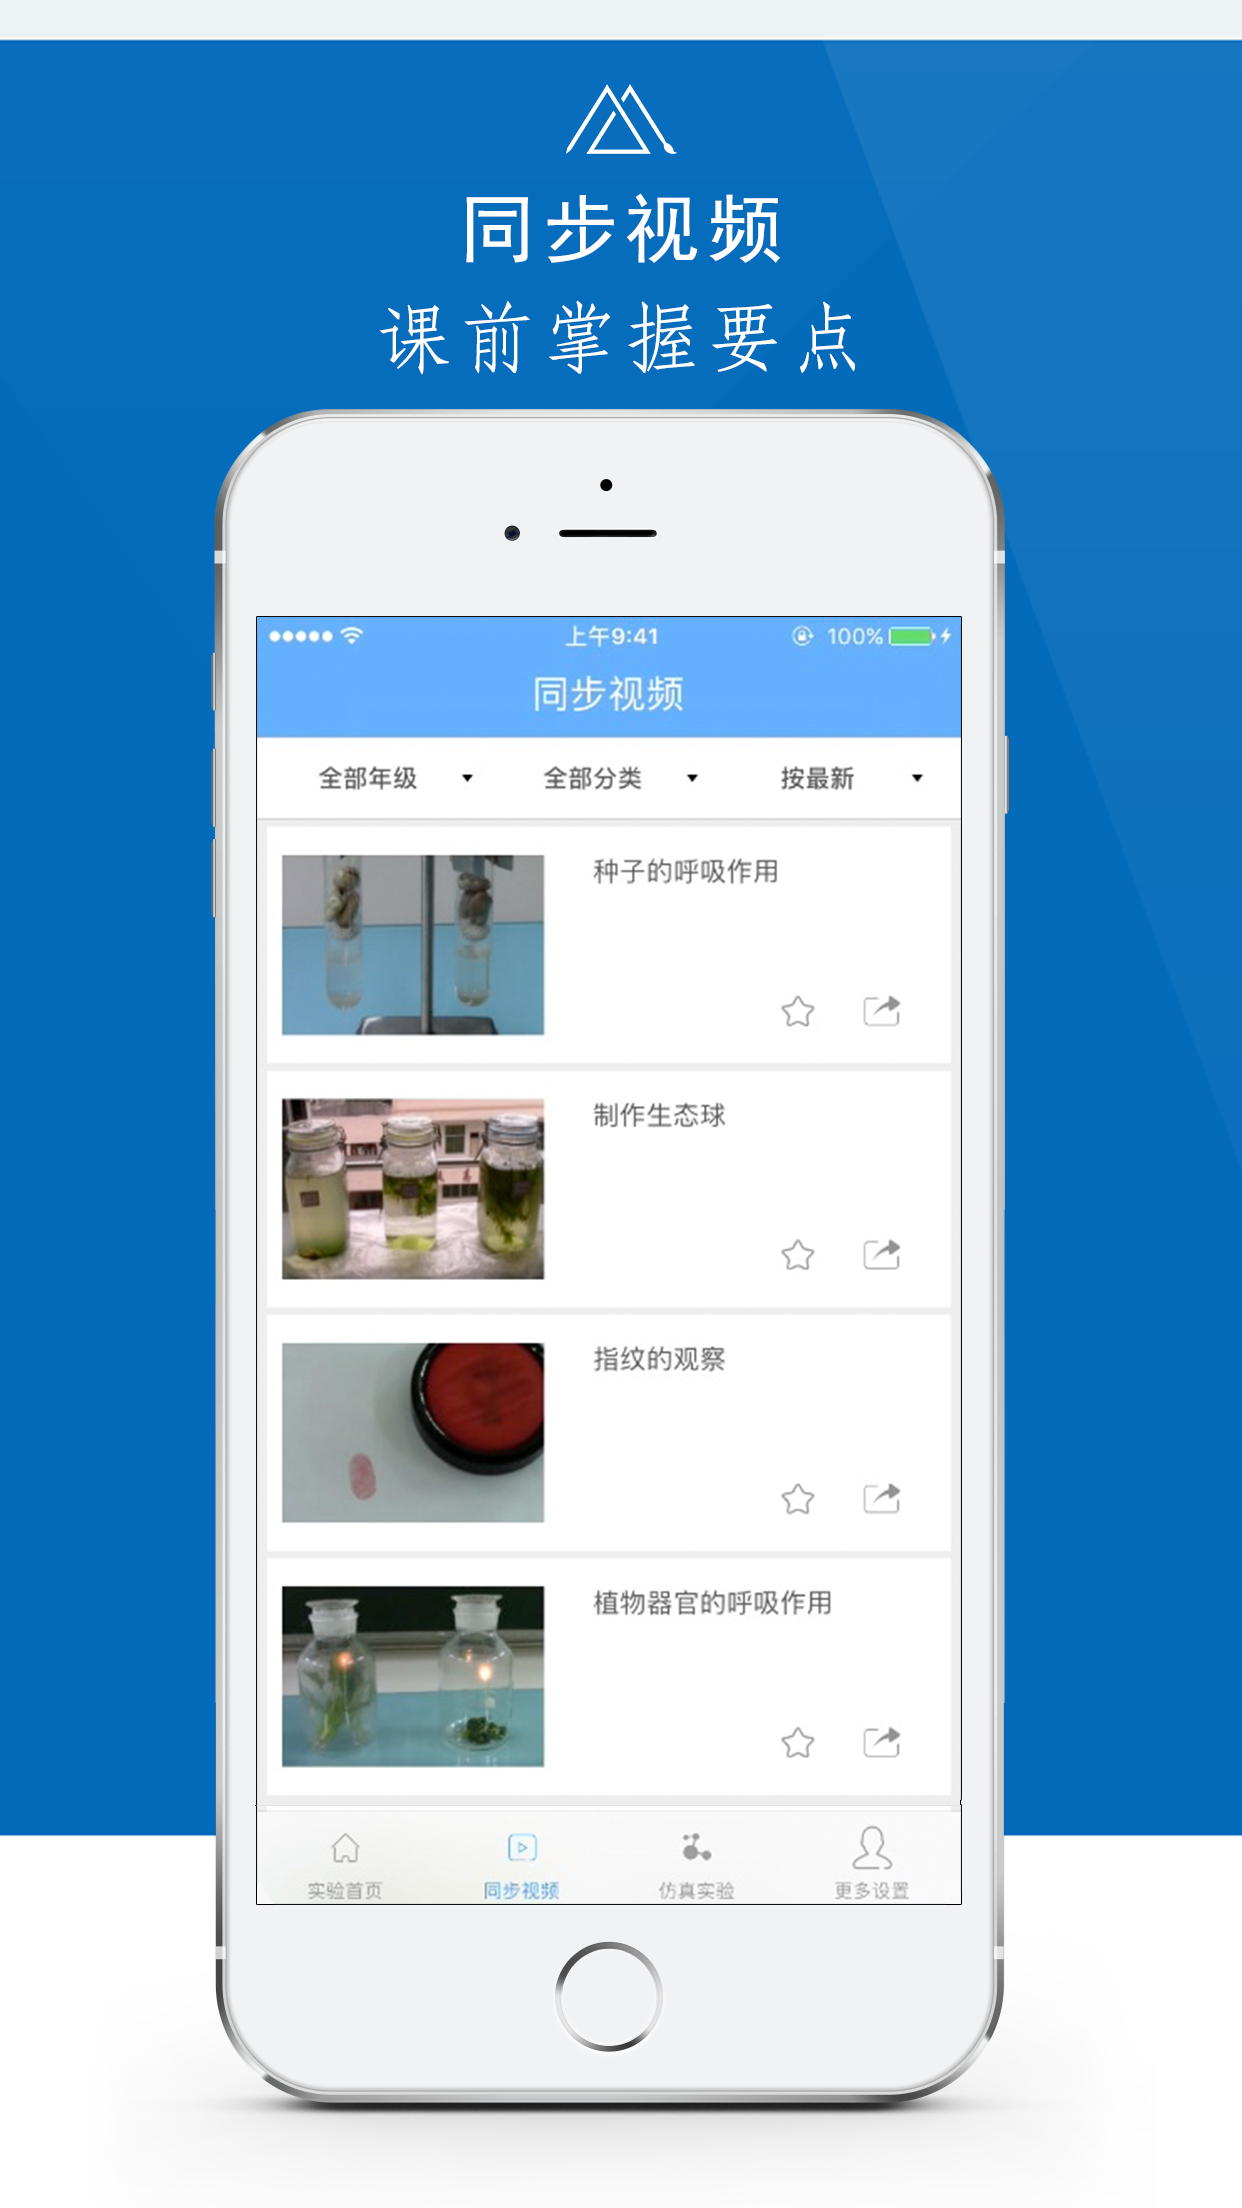 同步视频
课前掌握要点
上午9:41
100%
同步视频
全部年级 全部分类 按最新
种子的呼吸作用
制作生态球
指纹的观察
植物器官的呼吸作用
实验首页 同步视频 仿真实验 更多设置